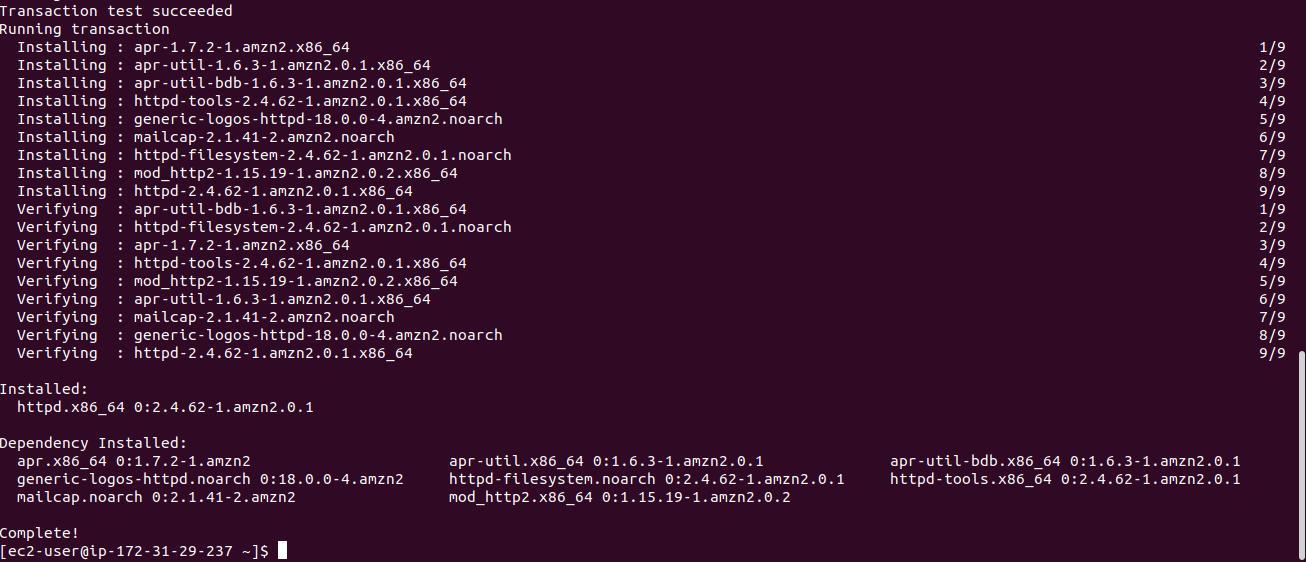 Transaction test succeeded
Running transaction
  Installing : apr-1.7.2-1.amzn2.x86_64 1/9
  Installing : apr-util-1.6.3-1.amzn2.0.1.x86_64 2/9
  Installing : apr-util-bdb-1.6.3-1.amzn2.0.1.x86_64 3/9
  Installing : httpd-tools-2.4.62-1.amzn2.0.1.x86_64 4/9
  Installing : generic-logos-httpd-18.0.0-4.amzn2.noarch 5/9
  Installing : mailcap-2.1.41-2.amzn2.noarch 6/9
  Installing : httpd-filesystem-2.4.62-1.amzn2.0.1.noarch 7/9
  Installing : mod_http2-1.15.19-1.amzn2.0.2.x86_64 8/9
  Installing : httpd-2.4.62-1.amzn2.0.1.x86_64 9/9
  Verifying  : apr-util-bdb-1.6.3-1.amzn2.0.1.x86_64 1/9
  Verifying  : httpd-filesystem-2.4.62-1.amzn2.0.1.noarch 2/9
  Verifying  : apr-1.7.2-1.amzn2.x86_64 3/9
  Verifying  : httpd-tools-2.4.62-1.amzn2.0.1.x86_64 4/9
  Verifying  : mod_http2-1.15.19-1.amzn2.0.2.x86_64 5/9
  Verifying  : apr-util-1.6.3-1.amzn2.0.1.x86_64 6/9
  Verifying  : mailcap-2.1.41-2.amzn2.noarch 7/9
  Verifying  : generic-logos-httpd-18.0.0-4.amzn2.noarch 8/9
  Verifying  : httpd-2.4.62-1.amzn2.0.1.x86_64 9/9
Installed:
  httpd.x86_64 0:2.4.62-1.amzn2.0.1
Dependency Installed:
  apr.x86_64 0:1.7.2-1.amzn2 apr-util.x86_64 0:1.6.3-1.amzn2.0.1 apr-util-bdb.x86_64 0:1.6.3-1.amzn2.0.1
  generic-logos-httpd.noarch 0:18.0.0-4.amzn2 httpd-filesystem.noarch 0:2.4.62-1.amzn2.0.1 httpd-tools.x86_64 0:2.4.62-1.amzn2.0.1
  mailcap.noarch 0:2.1.41-2.amzn2 mod_http2.x86_64 0:1.15.19-1.amzn2.0.2
Complete!
[ec2-user@ip-172-31-29-237 ~]$